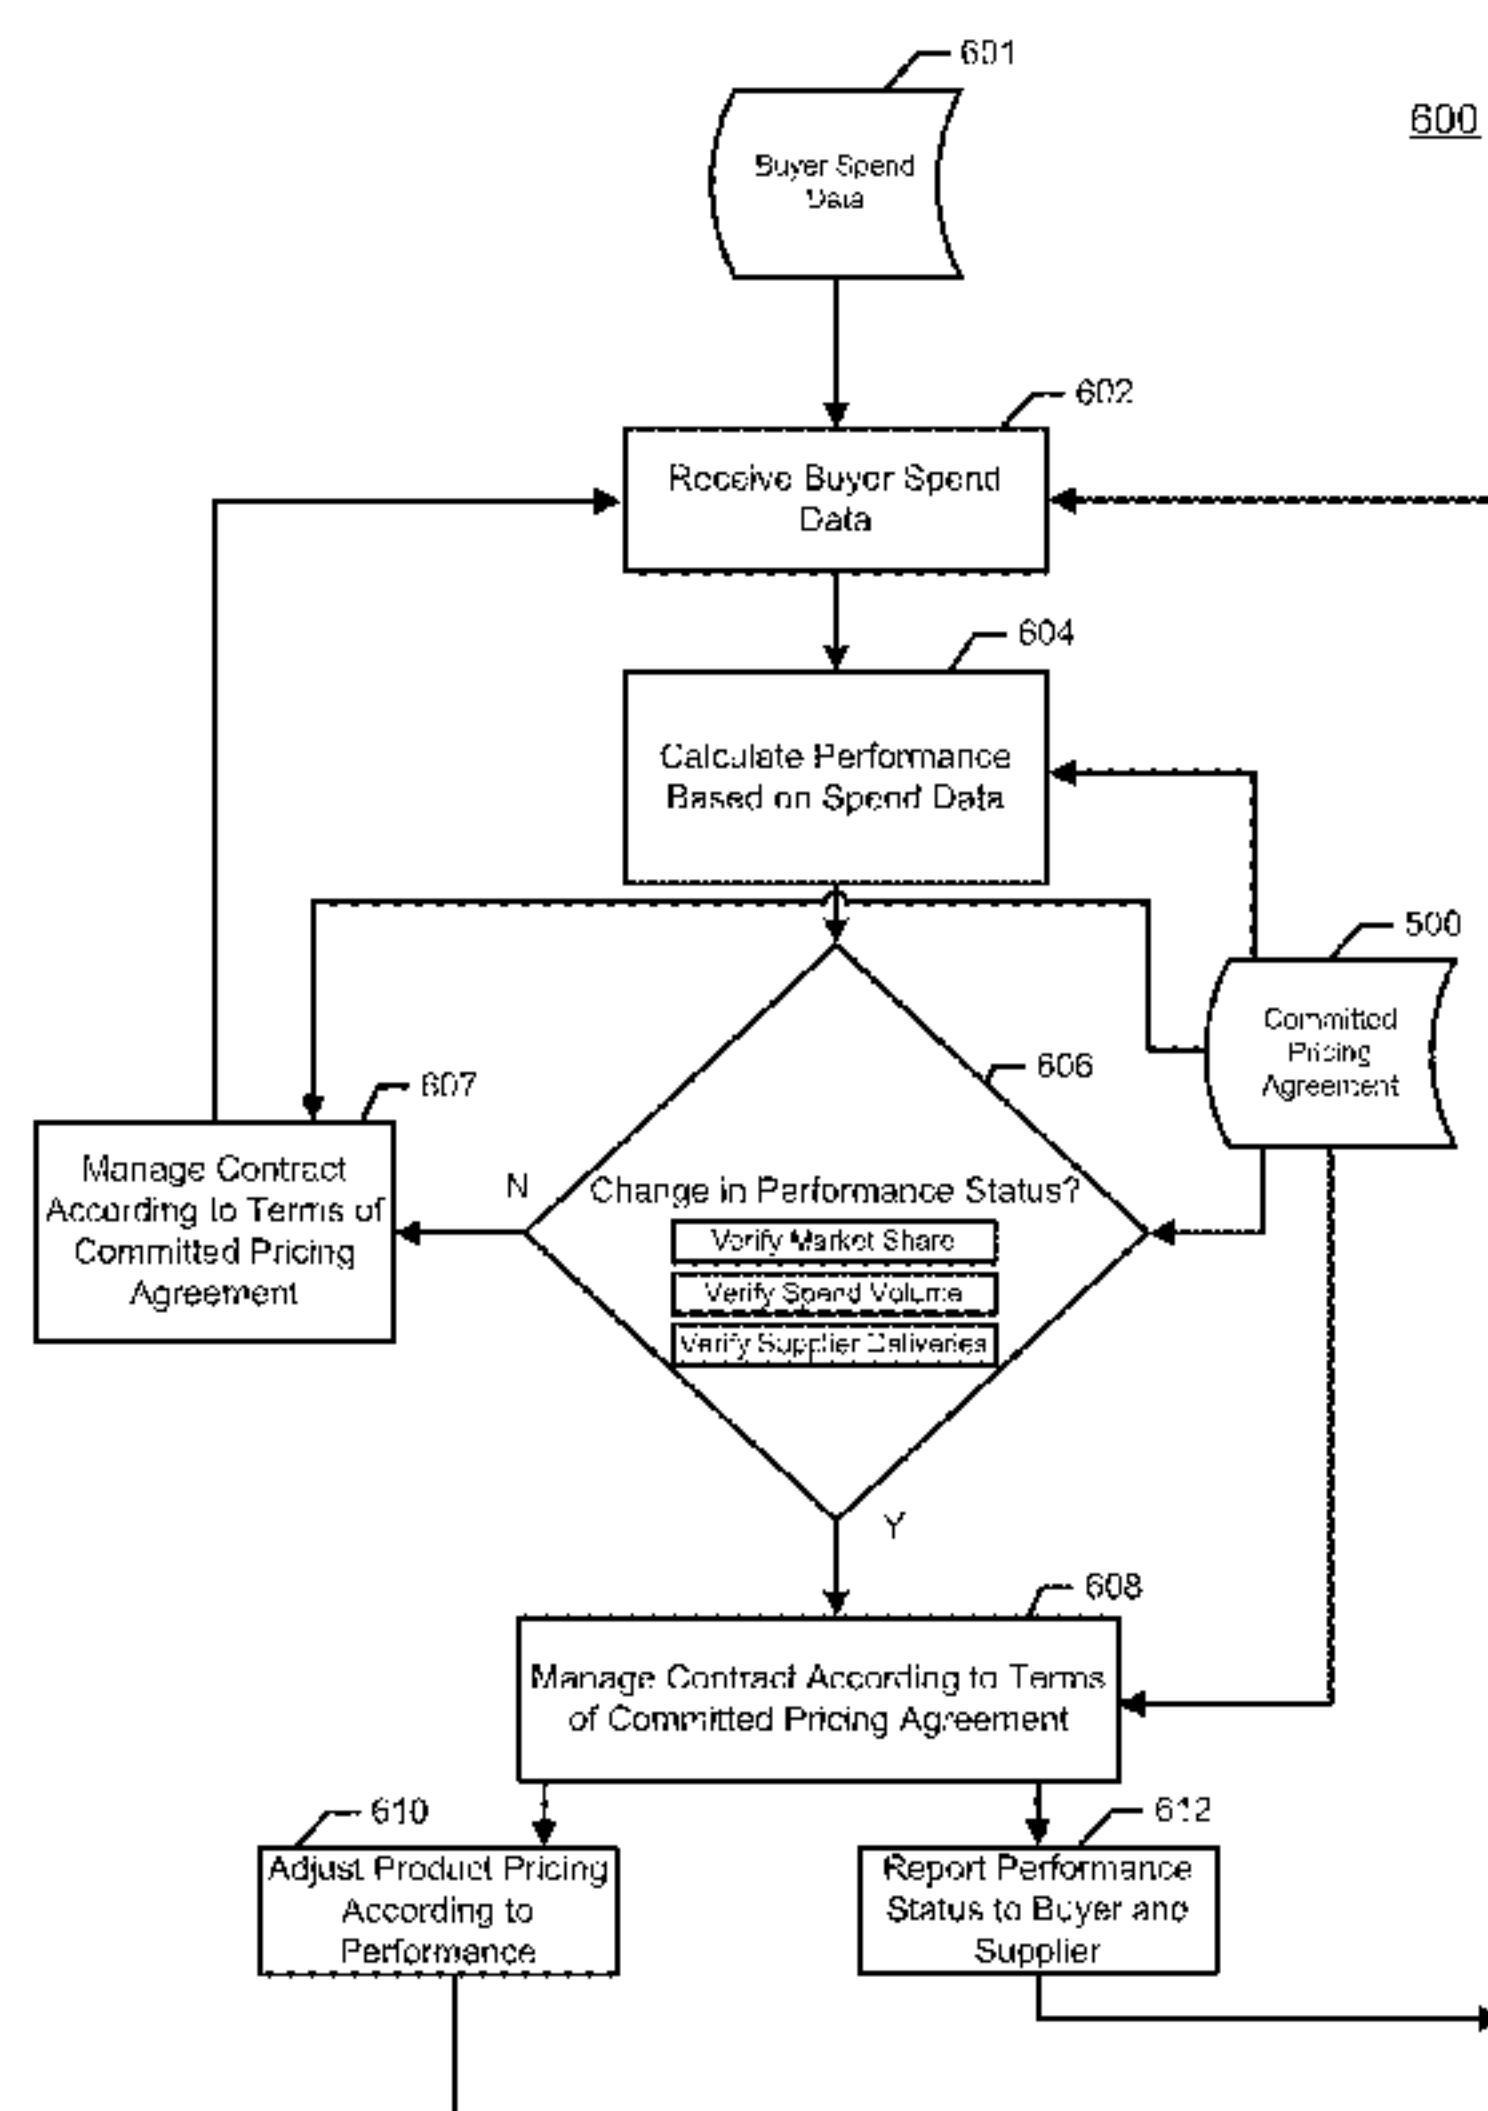 601
600
Buyer Spend
Data
602
Receive Buyer Spend
Data
604
Calculate Performance
Based on Spend Data
500
Committed
Pricing
Agreement
606
607
Manage Contract
According to Terms of
Committed Pricing
Agreement
N
Change in Performance Status?
Verify Market Share
Verify Spend Volume
Verify Supplier Deliveries
Y
608
Manage Contract According to Terms
of Committed Pricing Agreement
610
612
Adjust Product Pricing
According to
Performance
Report Performance
Status to Buyer and
Supplier